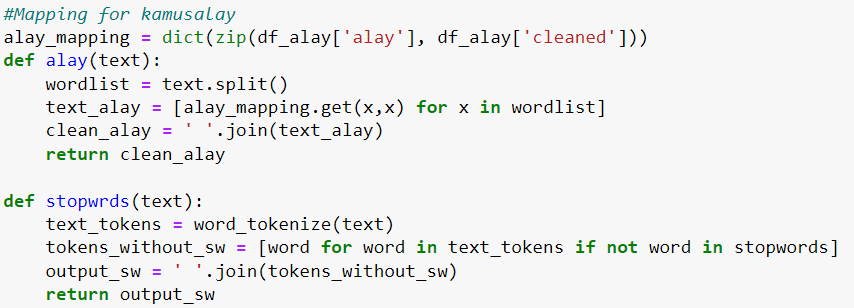 #Mapping for kamusalay
alay_mapping = dict(zip(df_alay['alay'], df_alay['cleaned']))
def alay(text):
    wordlist = text.split()
    text_alay = [alay_mapping.get(x,x) for x in wordlist]
    clean_alay = ' '.join(text_alay)
    return clean_alay

def stopwrds(text):
    text_tokens = word_tokenize(text)
    tokens_without_sw = [word for word in text_tokens if not word in stopwords]
    output_sw = ' '.join(tokens_without_sw)
    return output_sw